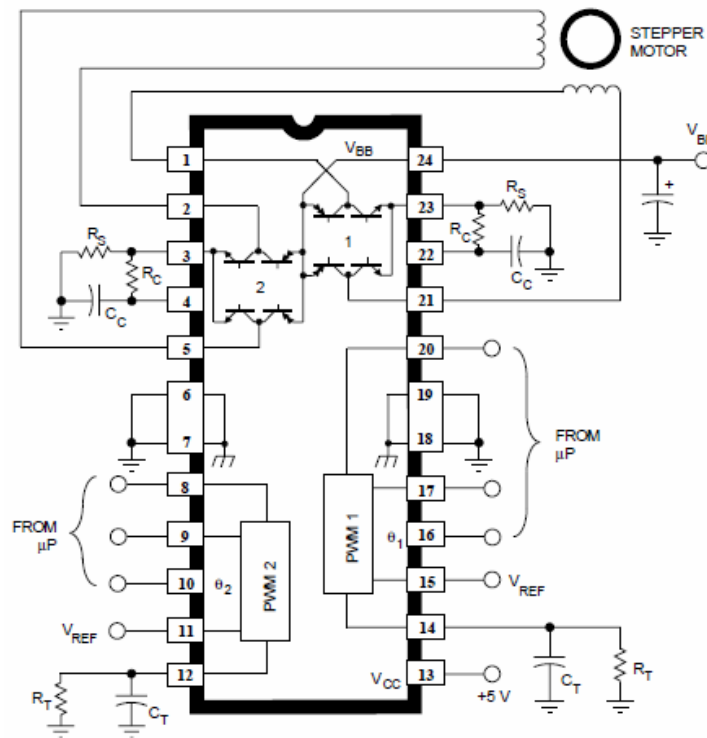 STEPPER
MOTOR
V_BB
1 24
2 23
R_S
R_C
1
R_S
3 22
R_C
2
C_C
4 21
C_C
5 20
6 19
FROM
µP
7 18
8 17
FROM
µP
9 16
PWM 2
PWM 1
θ_1
10 15
θ_2
V_REF
V_REF
11 14
12 13
V_CC
+5 V
R_T
C_T
C_T
R_T